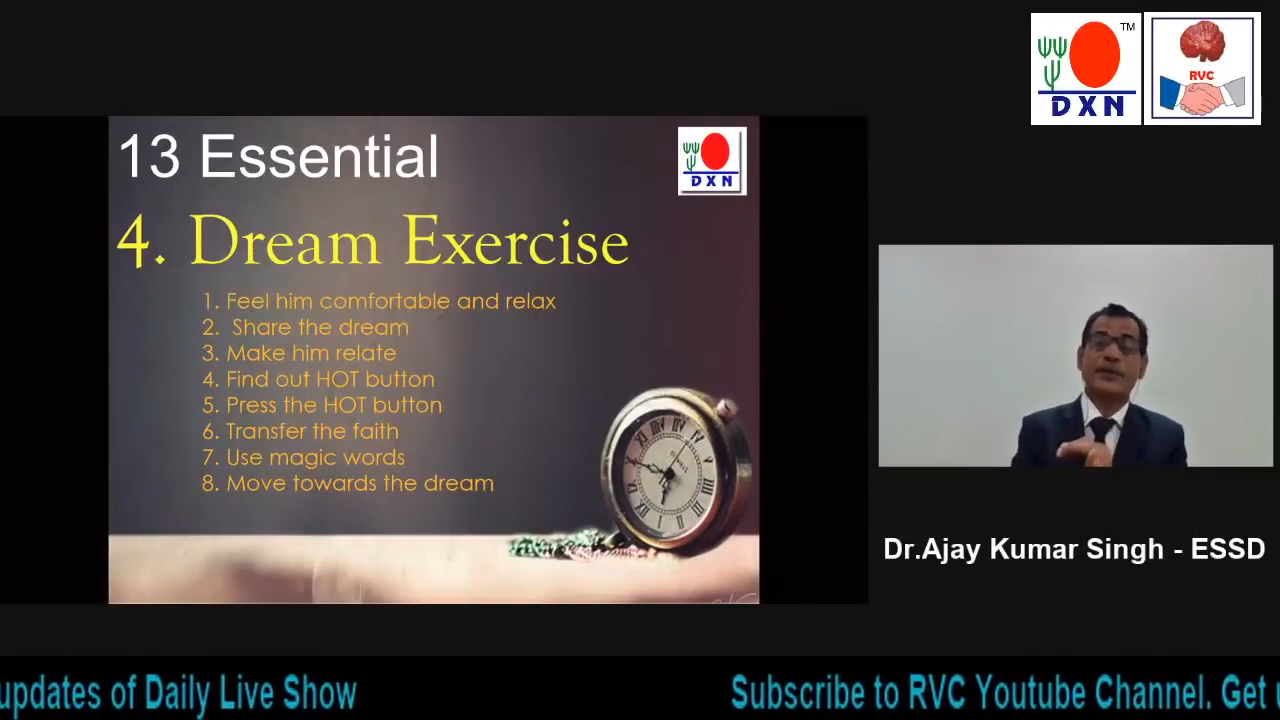 TM
DXN
RVC
13 Essential
DXN
4. Dream Exercise
1. Feel him comfortable and relax
2. Share the dream
3. Make him relate
4. Find out HOT button
5. Press the HOT button
6. Transfer the faith
7. Use magic words
8. Move towards the dream
Dr.Ajay Kumar Singh - ESSD
updates of Daily Live Show
Subscribe to RVC Youtube Channel. Get